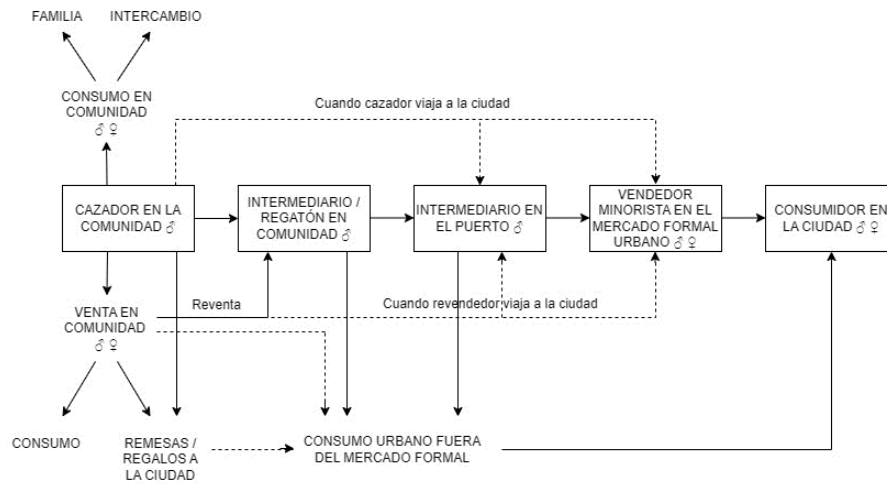 FAMILIA
INTERCAMBIO
CONSUMO EN
COMUNIDAD
♂ ♀
Cuando cazador viaja a la ciudad
CAZADOR EN LA
COMUNIDAD ♂
INTERMEDIARIO /
REGATÓN EN
COMUNIDAD ♂
INTERMEDIARIO EN
EL PUERTO ♂
VENDEDOR
MINORISTA EN EL
MERCADO FORMAL
URBANO ♂ ♀
CONSUMIDOR EN
LA CIUDAD ♂ ♀
Reventa
Cuando revendedor viaja a la ciudad
VENTA EN
COMUNIDAD
♂ ♀
CONSUMO
REMESAS /
REGALOS A
LA CIUDAD
CONSUMO URBANO FUERA
DEL MERCADO FORMAL